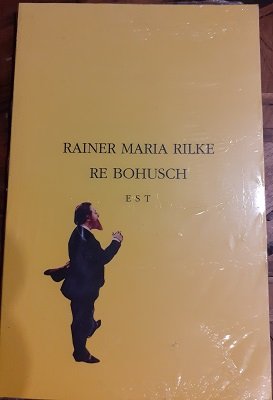 RAINER MARIA RILKE
RE BOHUSCH
EST